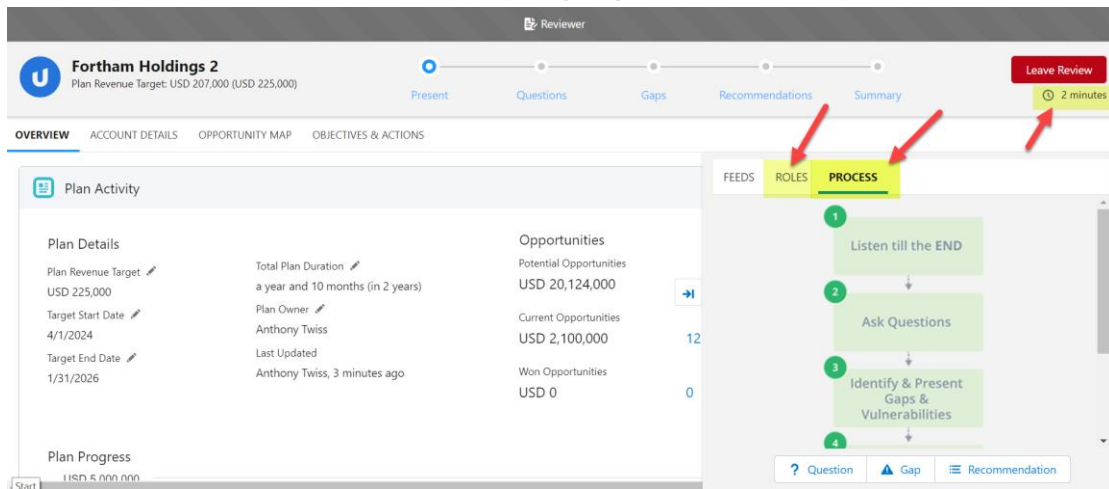 Reviewer
Fortham Holdings 2
Plan Revenue Target: USD 207,000 (USD 225,000)
Present
Questions
Gaps
Recommendations
Summary
Leave Review
2 minutes
OVERVIEW
ACCOUNT DETAILS
OPPORTUNITY MAP
OBJECTIVES & ACTIONS
Plan Activity
Plan Details
Plan Revenue Target
USD 225,000
Target Start Date
4/1/2024
Target End Date
1/31/2026
Total Plan Duration
a year and 10 months (in 2 years)
Plan Owner
Anthony Twiss
Last Updated
Anthony Twiss, 3 minutes ago
Opportunities
Potential Opportunities
USD 20,124,000
Current Opportunities
USD 2,100,000
12
Won Opportunities
USD 0
0
Plan Progress
USD 5,000,000
Start
FEEDS
ROLES
PROCESS
1
Listen till the END
2
Ask Questions
3
Identify & Present
Gaps &
Vulnerabilities
4
? Question
Gap
Recommendation